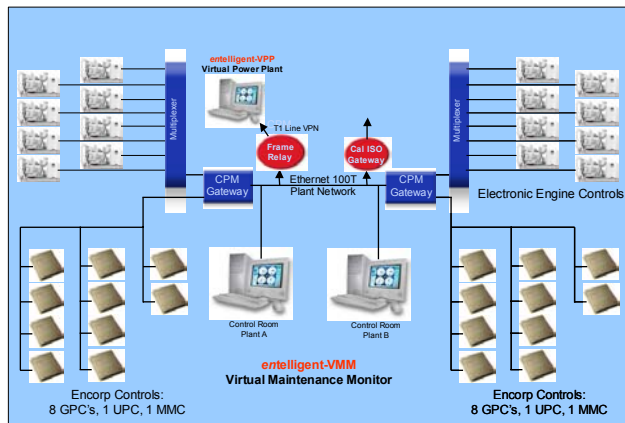 entelligent-VPP
Virtual Power Plant
Multiplexer
T1 Line VPN
Frame
Relay
Cal ISO
Gateway
Multiplexer
CPM
Gateway
Ethernet 100T
Plant Network
CPM
Gateway
Electronic Engine Controls
Control Room
Plant A
Control Room
Plant B
entelligent-VMM
Virtual Maintenance Monitor
Encorp Controls:
8 GPC's, 1 UPC, 1 MMC
Encorp Controls:
8 GPC's, 1 UPC, 1 MMC